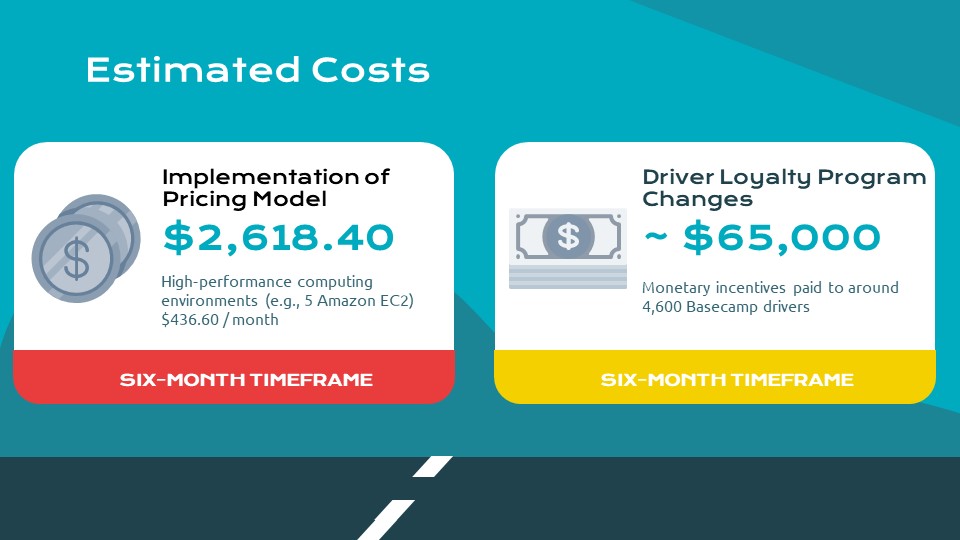 Estimated Costs
Implementation of
Pricing Model
$2,618.40
High-performance computing
environments (e.g., 5 Amazon EC2)
$436.60 / month
SIX-MONTH TIMEFRAME
Driver Loyalty Program
Changes
~ $65,000
Monetary incentives paid to around
4,600 Basecamp drivers
SIX-MONTH TIMEFRAME